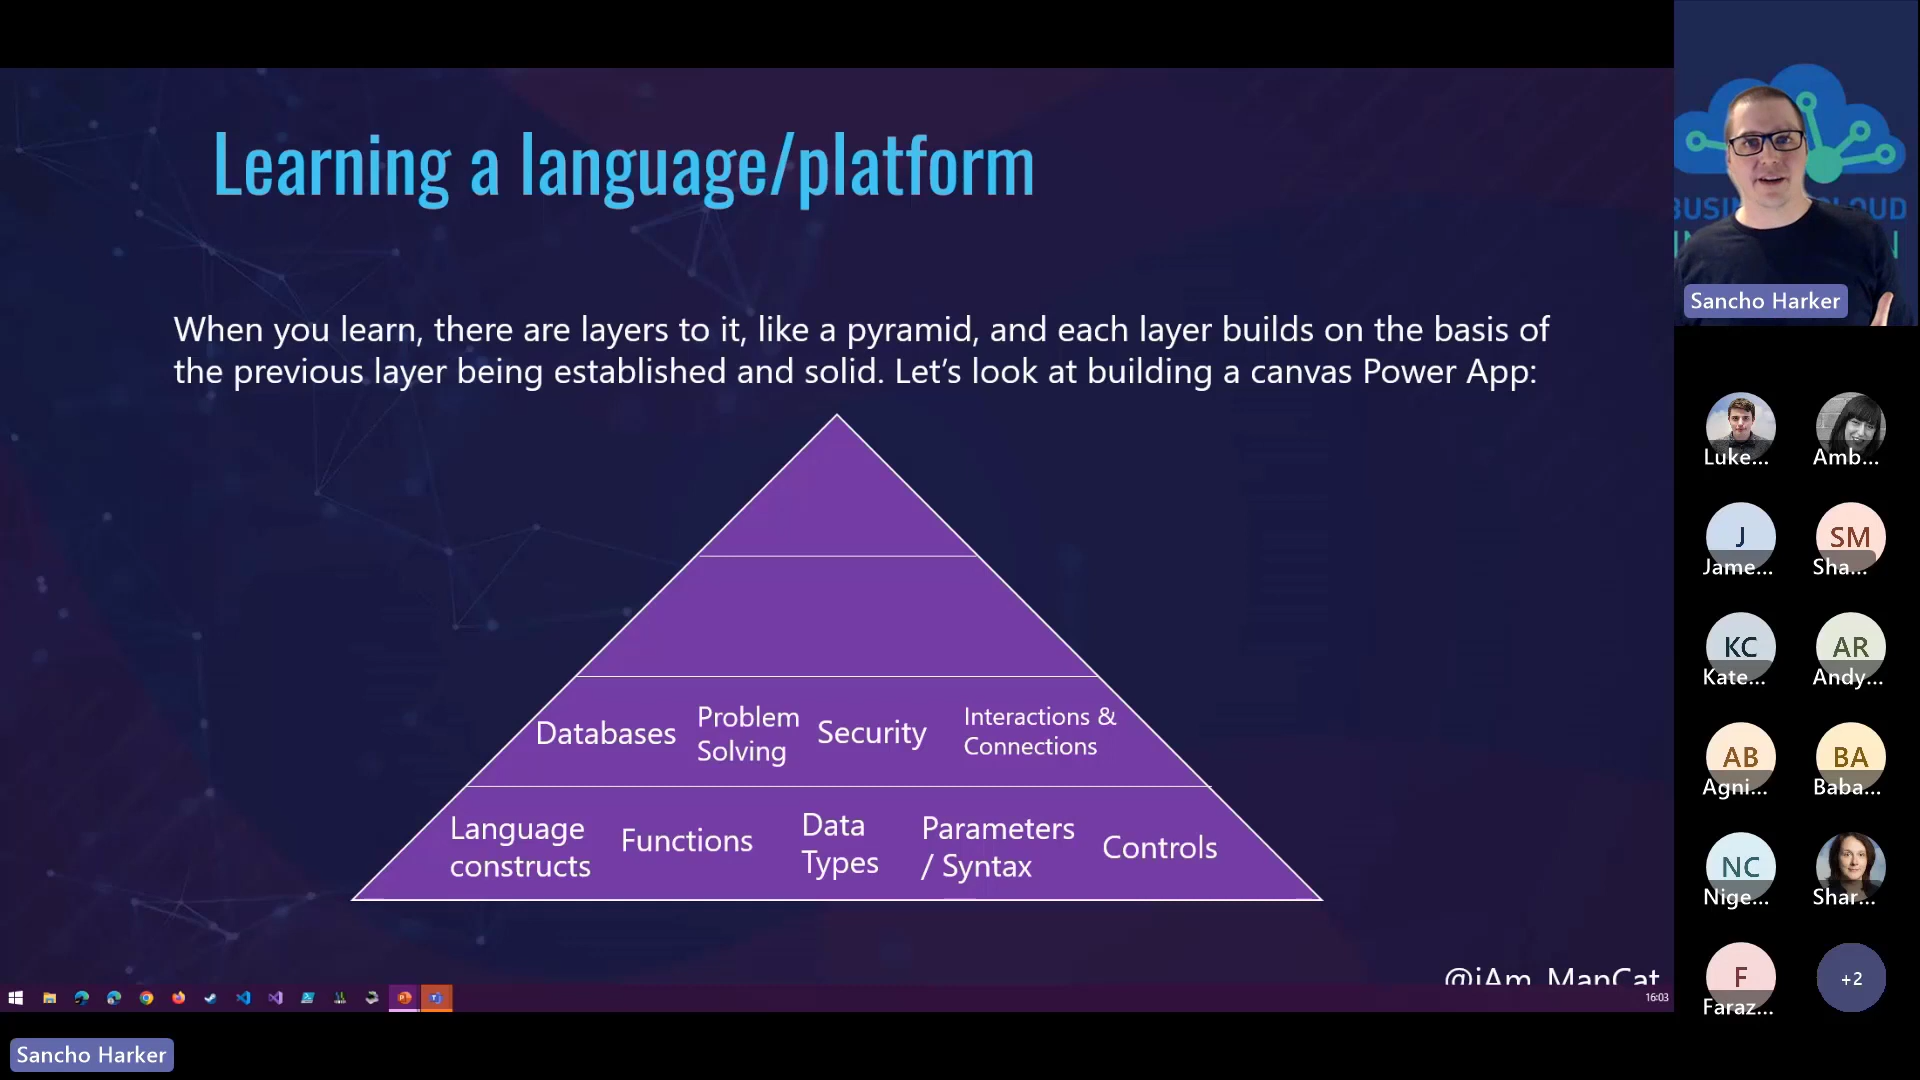 Learning a language/platform
When you learn, there are layers to it, like a pyramid, and each layer builds on the basis of
the previous layer being established and solid. Let’s look at building a canvas Power App:
Databases
Problem
Solving
Security
Interactions &
Connections
Language
constructs
Functions
Data
Types
Parameters
/ Syntax
Controls
@iAm_ManCat
16:03
Sancho Harker
Sancho Harker
Luke...
Amb...
J
Jame...
SM
Sha...
KC
Kate...
AR
Andy...
AB
Agni...
BA
Baba...
NC
Nige...
Shar...
F
Faraz...
+2